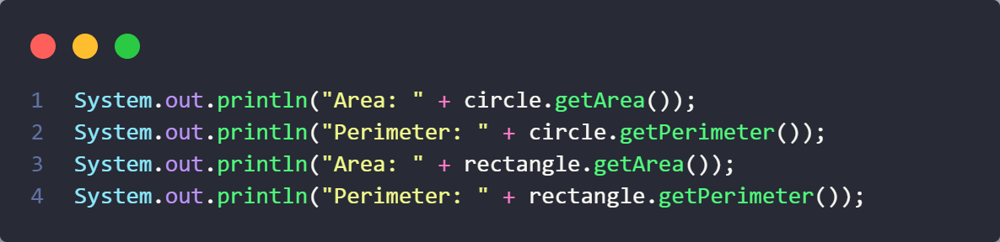 1 System.out.println("Area: " + circle.getArea());
2 System.out.println("Perimeter: " + circle.getPerimeter());
3 System.out.println("Area: " + rectangle.getArea());
4 System.out.println("Perimeter: " + rectangle.getPerimeter());